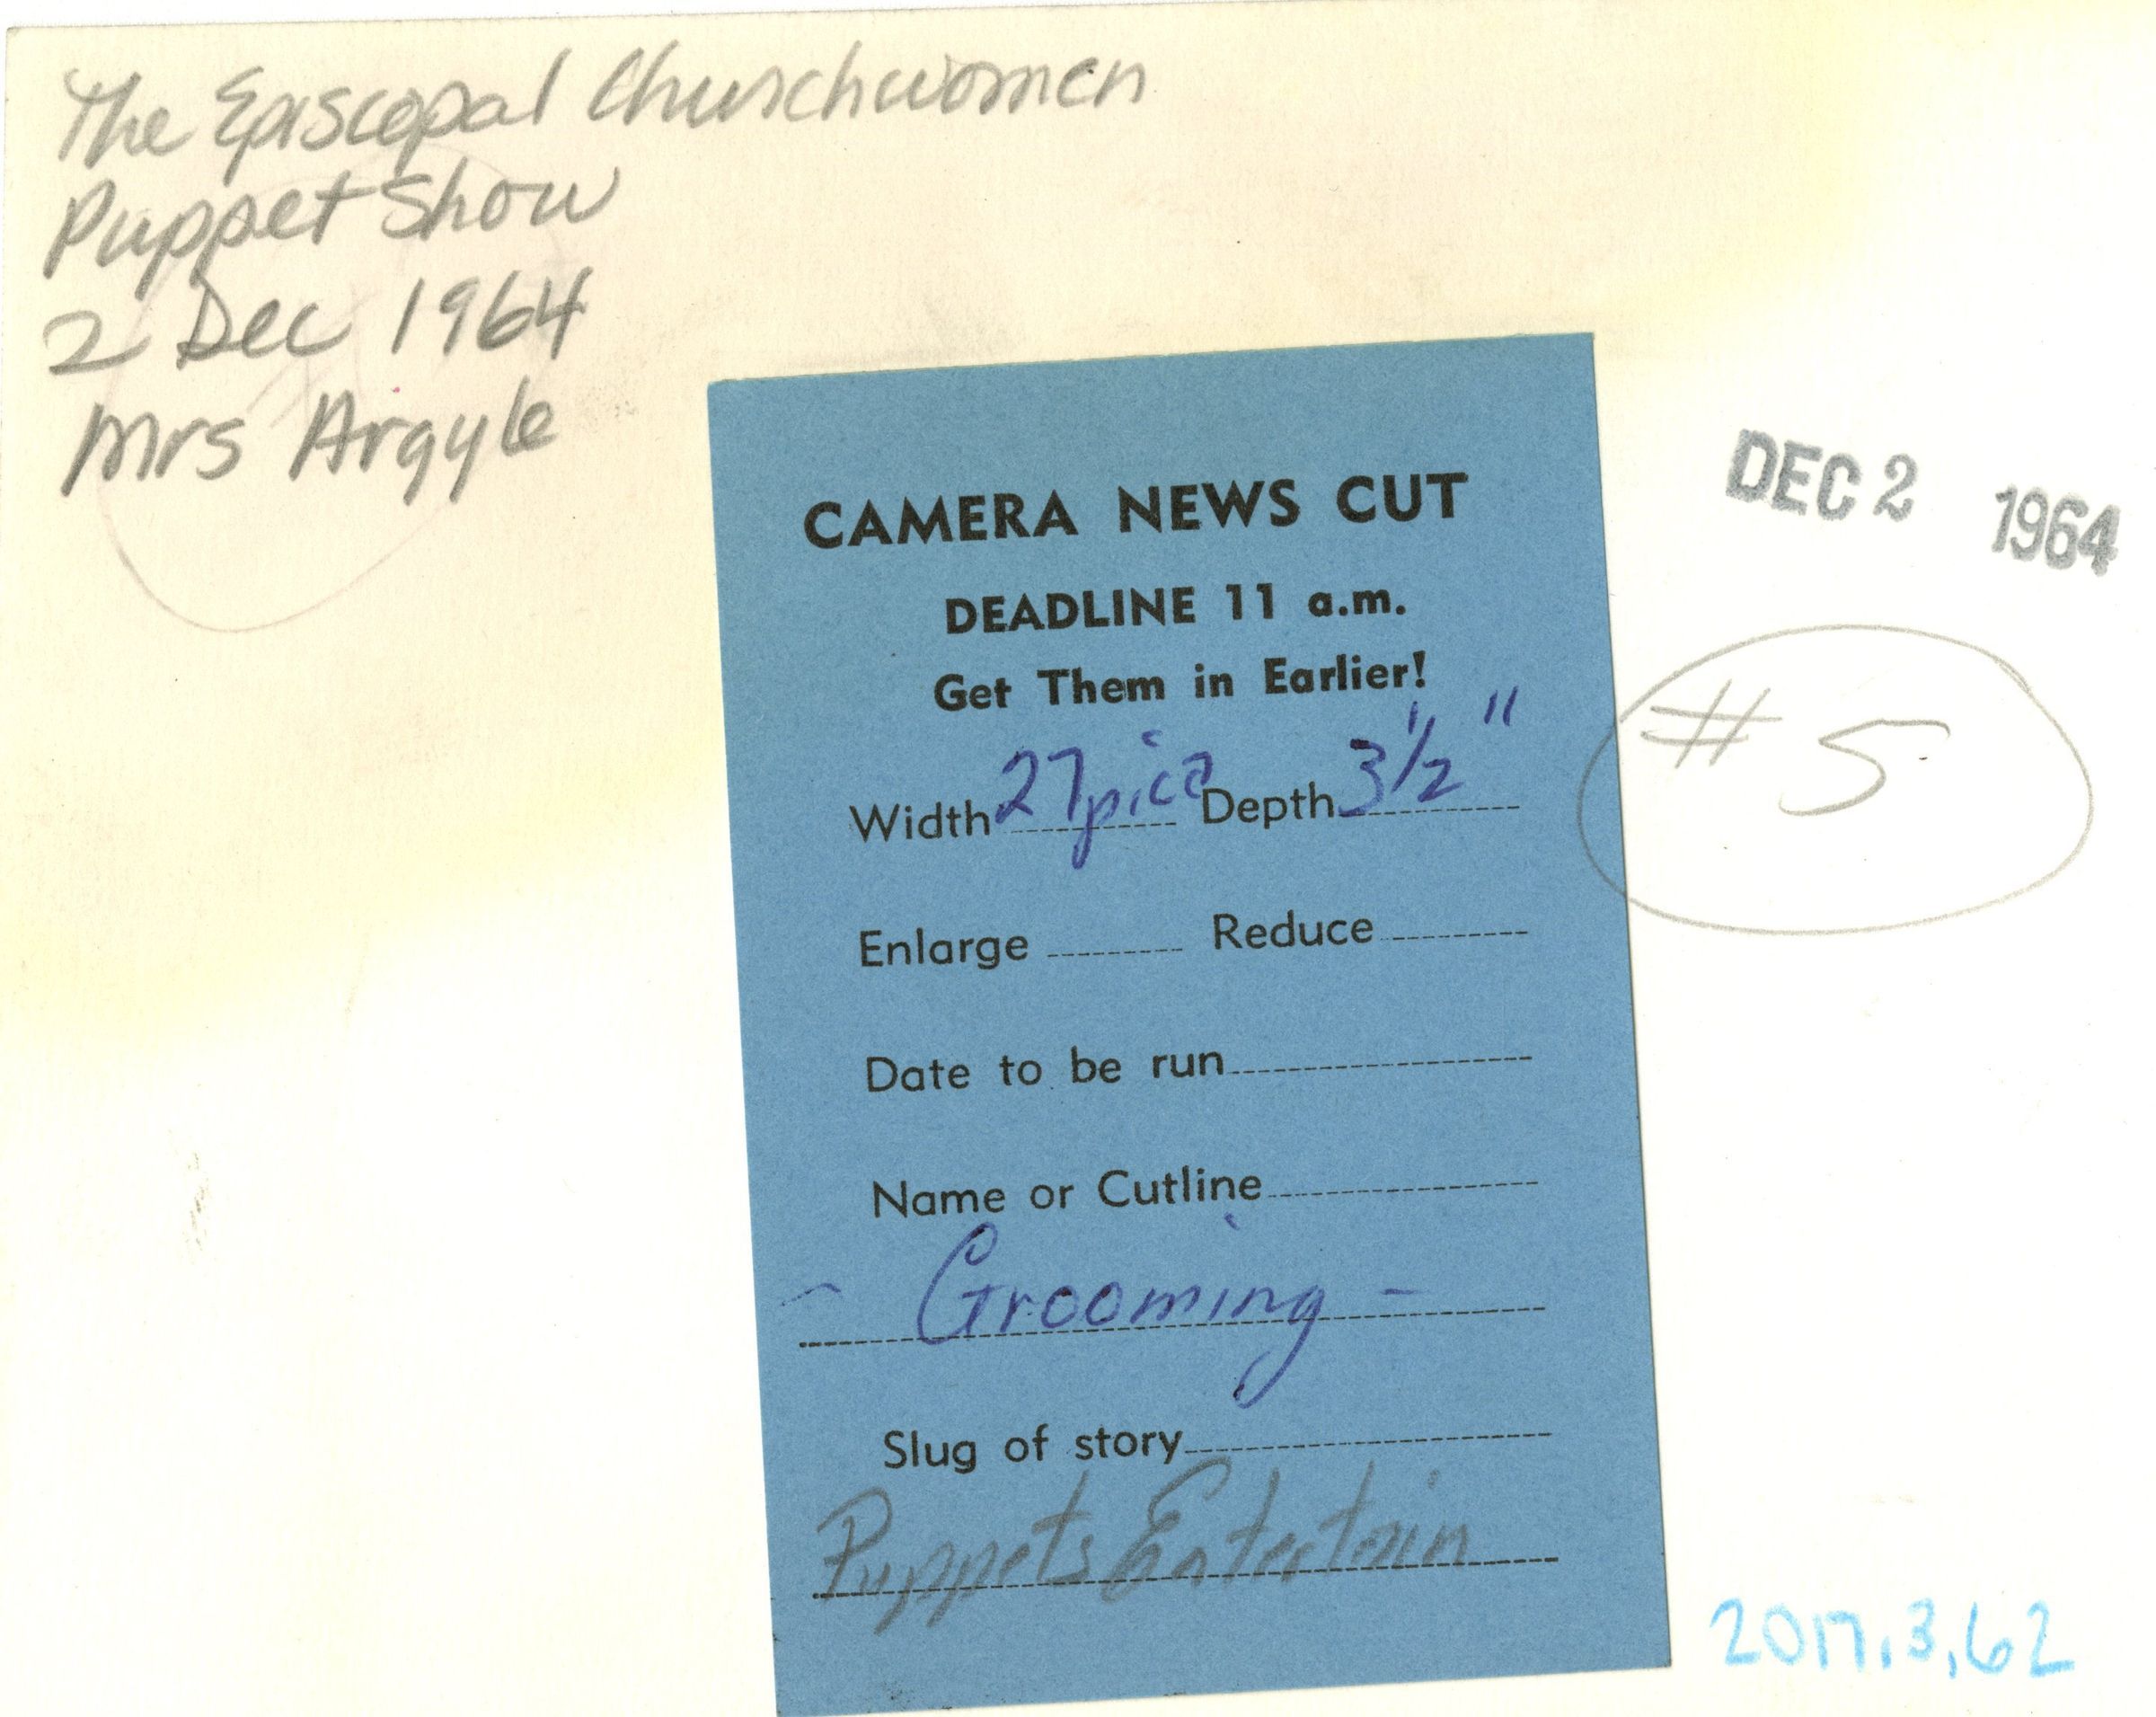 The Episcopal Churchwomen
Puppet Show
2 Dec 1964
Mrs Argyle
CAMERA NEWS CUT
DEADLINE 11 a.m.
Get Them in Earlier!
Width 27 pica Depth 3 1/2 "
Enlarge Reduce
Date to be run
Name or Cutline
- Grooming -
Slug of story
Puppets Entertain
DEC 2 1964
# 5
2017.3.62